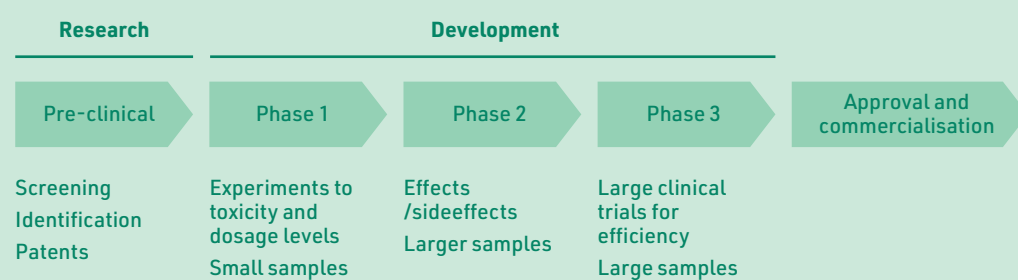 Research
Development
Pre-clinical
Phase 1
Phase 2
Phase 3
Approval and
commercialisation
Screening
Identification
Patents
Experiments to
toxicity and
dosage levels
Small samples
Effects
/sideeffects
Larger samples
Large clinical
trials for
efficiency
Large samples